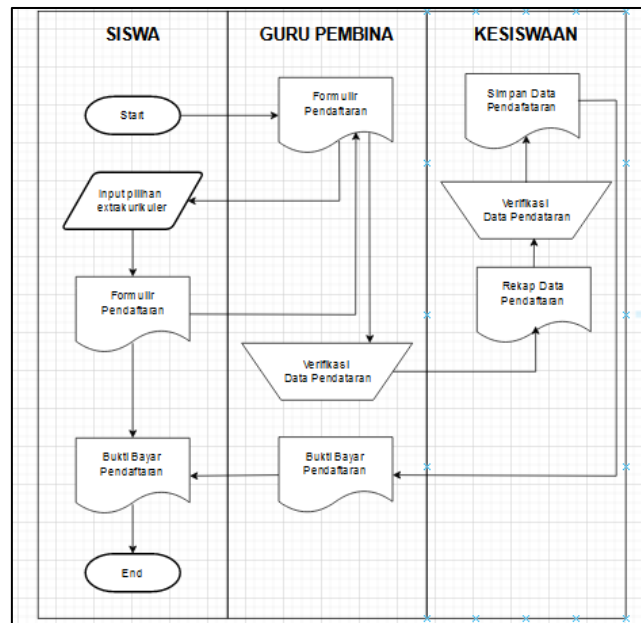 SISWA
GURU PEMBINA
KESISWAAN
Start
Formulir
Pendaftaran
Simpan Data
Pendafataran
Input pilihan
extrakurikuler
Verifikasi
Data Pendataran
Formulir
Pendaftaran
Rekap Data
Pendaftaran
Verifikasi
Data Pendataran
Bukti Bayar
Pendaftaran
Bukti Bayar
Pendaftaran
End